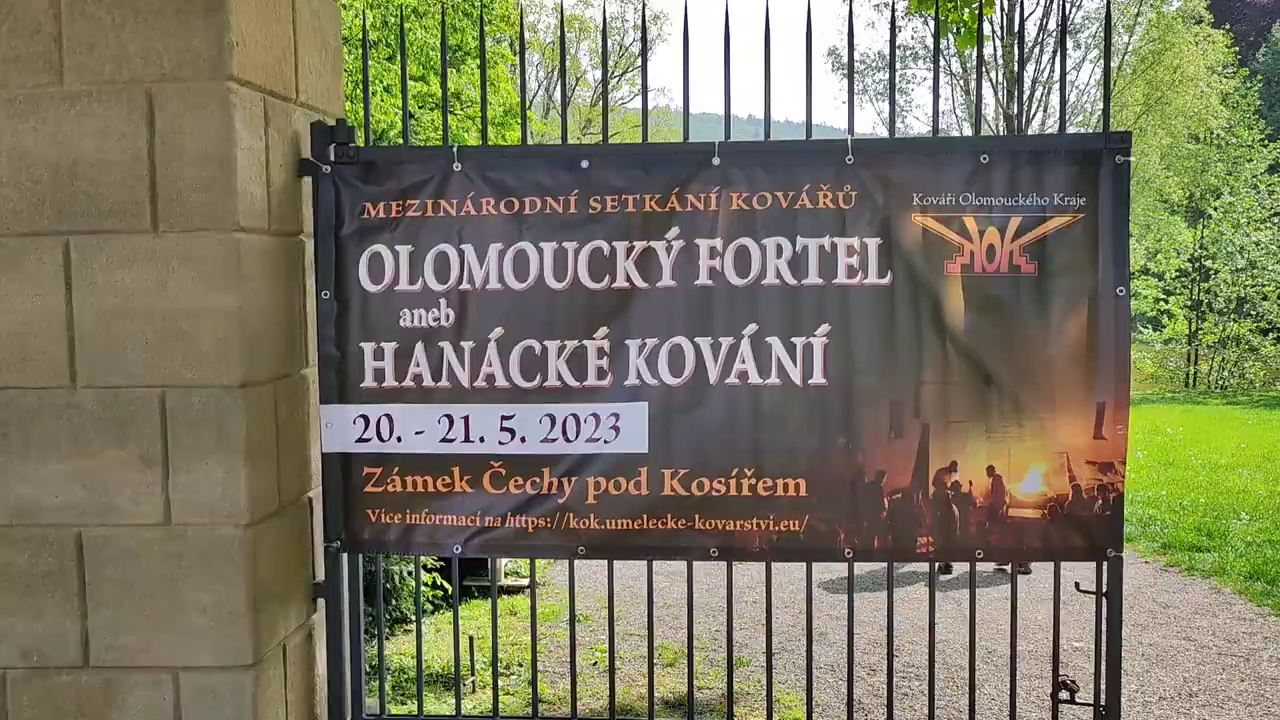 MEZINÁRODNÍ SETKÁNÍ KOVÁŘŮ
Kováři Olomouckého Kraje
KOK
OLOMOUCKÝ FORTEL
aneb
HANÁCKÉ KOVÁNÍ
20. - 21. 5. 2023
Zámek Čechy pod Kosířem
Více informací na https://kok.umelecke-kovarstvi.eu/